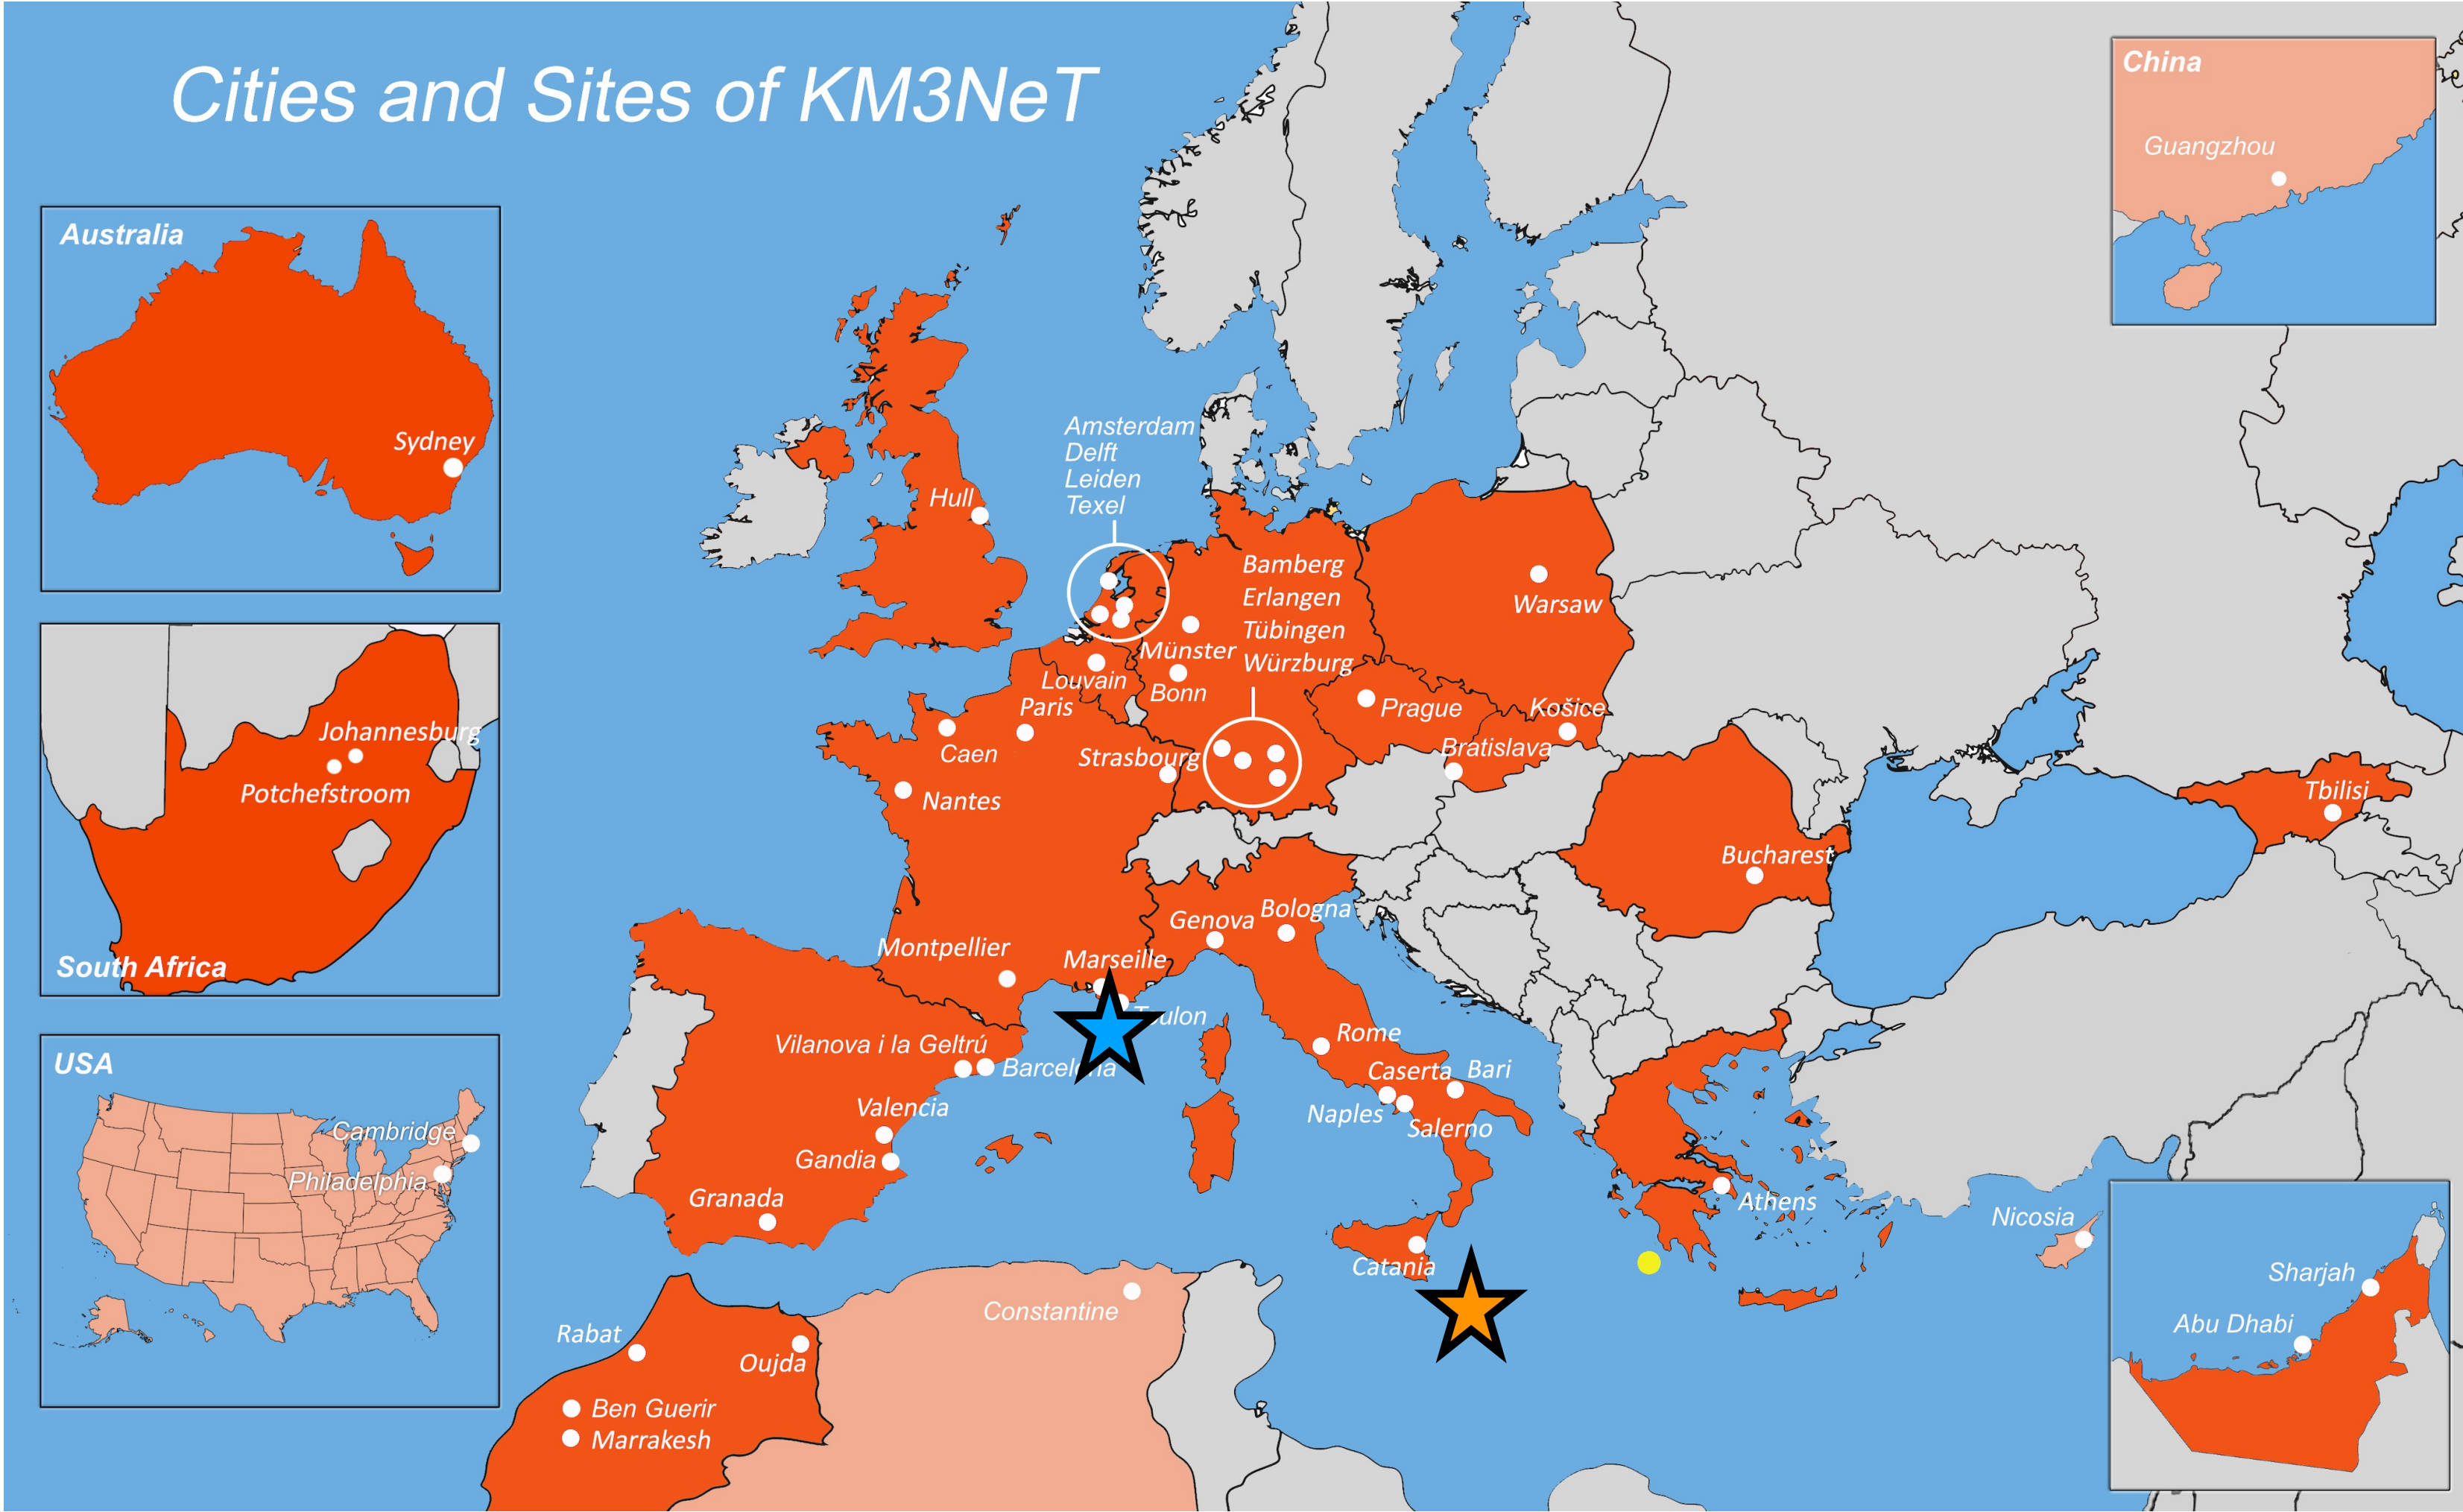 Cities and Sites of KM3NeT
China
Guangzhou
Australia
Sydney
Amsterdam
Delft
Leiden
Texel
Hull
Bamberg
Erlangen
Tübingen
Würzburg
Warsaw
Münster
Louvain
Bonn
Paris
Prague
Košice
Caen
Strasbourg
Bratislava
Nantes
Johannesburg
Potchefstroom
South Africa
Tbilisi
Bucharest
Genova
Bologna
Montpellier
Marseille
Toulon
Vilanova i la Geltrú
Barcelona
Rome
Caserta
Bari
Naples
Salerno
Valencia
Gandia
Granada
USA
Cambridge
Philadelphia
Athens
Nicosia
Catania
Constantine
Sharjah
Abu Dhabi
Rabat
Oujda
Ben Guerir
Marrakesh